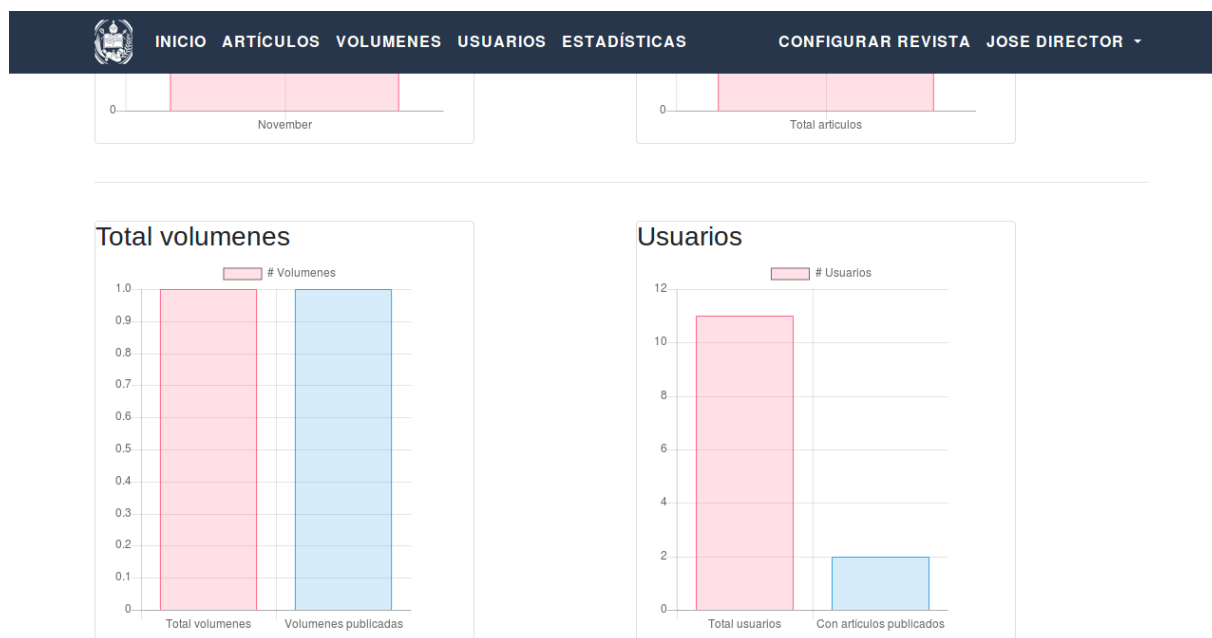 INICIO ARTÍCULOS VOLUMENES USUARIOS ESTADÍSTICAS CONFIGURAR REVISTA JOSE DIRECTOR
0
November
0
Total articulos
Total volumenes
# Volumenes
1.0
0.9
0.8
0.7
0.6
0.5
0.4
0.3
0.2
0.1
0
Total volumenes Volumenes publicadas
Usuarios
# Usuarios
12
10
8
6
4
2
0
Total usuarios Con artículos publicados